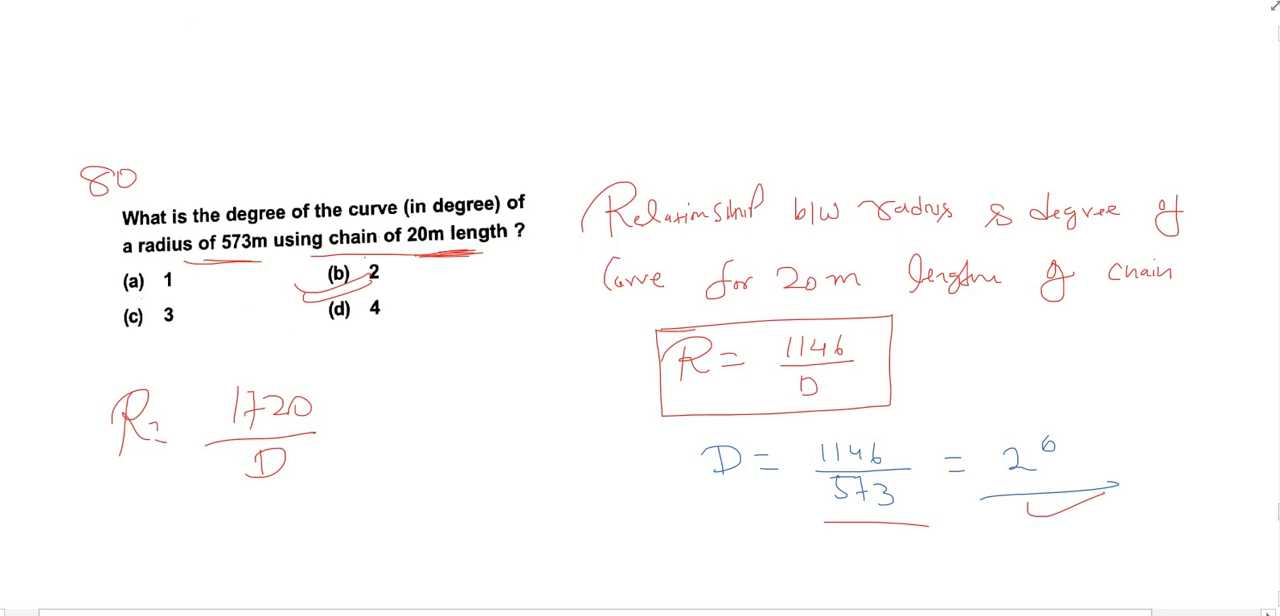 80
What is the degree of the curve (in degree) of
a radius of 573m using chain of 20m length ?
(a) 1 (b) 2
(c) 3 (d) 4
R= 1720/D
Relationship b/w radius & degree of
Curve for 20m length of chain
R = 1146/D
D = 1146/573 = 2°